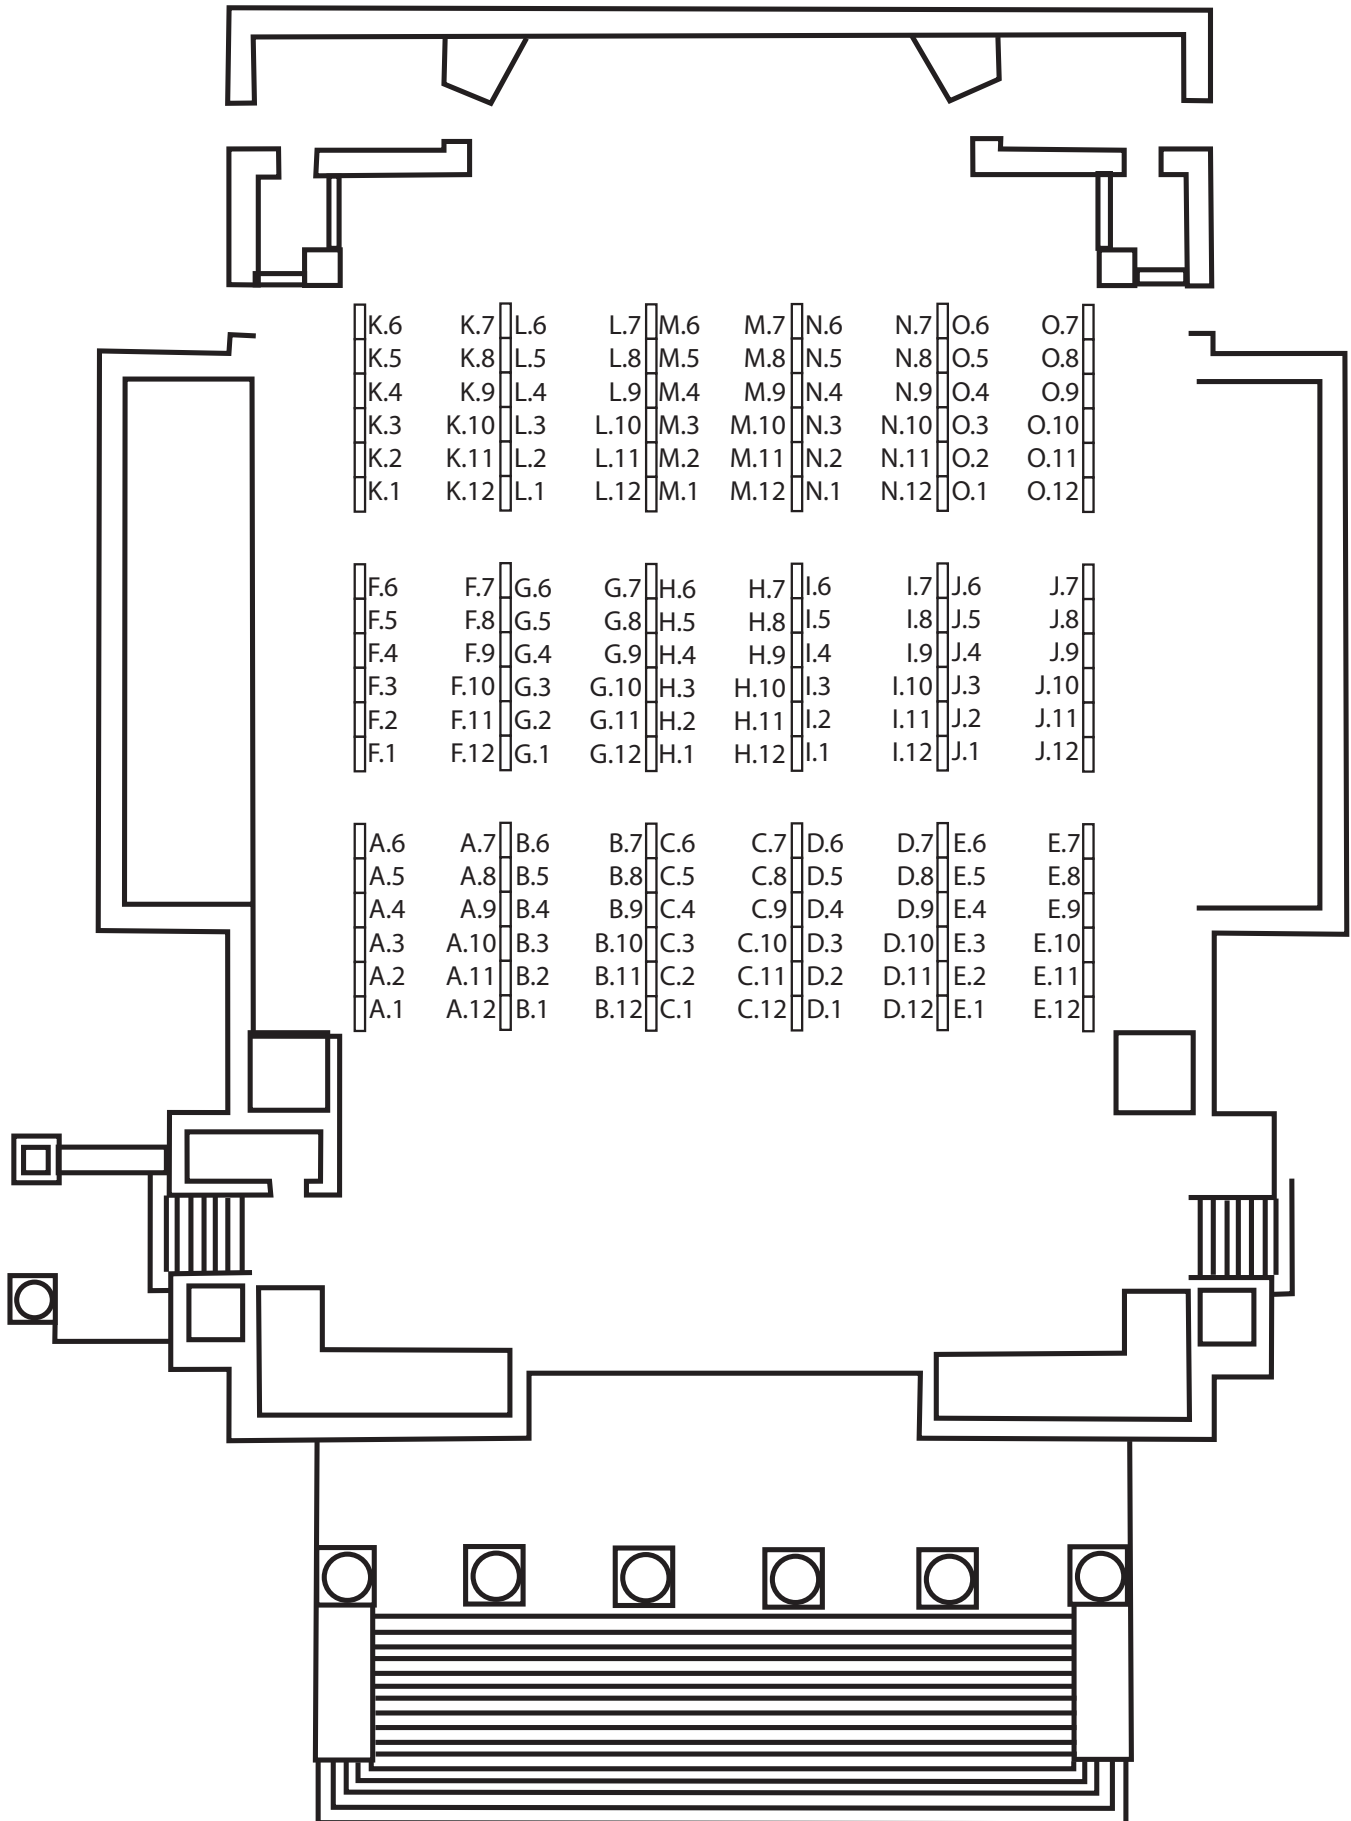 K.6 K.7 L.6 L.7 M.6 M.7 N.6 N.7 O.6 O.7
K.5 K.8 L.5 L.8 M.5 M.8 N.5 N.8 O.5 O.8
K.4 K.9 L.4 L.9 M.4 M.9 N.4 N.9 O.4 O.9
K.3 K.10 L.3 L.10 M.3 M.10 N.3 N.10 O.3 O.10
K.2 K.11 L.2 L.11 M.2 M.11 N.2 N.11 O.2 O.11
K.1 K.12 L.1 L.12 M.1 M.12 N.1 N.12 O.1 O.12
F.6 F.7 G.6 G.7 H.6 H.7 I.6 I.7 J.6 J.7
F.5 F.8 G.5 G.8 H.5 H.8 I.5 I.8 J.5 J.8
F.4 F.9 G.4 G.9 H.4 H.9 I.4 I.9 J.4 J.9
F.3 F.10 G.3 G.10 H.3 H.10 I.3 I.10 J.3 J.10
F.2 F.11 G.2 G.11 H.2 H.11 I.2 I.11 J.2 J.11
F.1 F.12 G.1 G.12 H.1 H.12 I.1 I.12 J.1 J.12
A.6 A.7 B.6 B.7 C.6 C.7 D.6 D.7 E.6 E.7
A.5 A.8 B.5 B.8 C.5 C.8 D.5 D.8 E.5 E.8
A.4 A.9 B.4 B.9 C.4 C.9 D.4 D.9 E.4 E.9
A.3 A.10 B.3 B.10 C.3 C.10 D.3 D.10 E.3 E.10
A.2 A.11 B.2 B.11 C.2 C.11 D.2 D.11 E.2 E.11
A.1 A.12 B.1 B.12 C.1 C.12 D.1 D.12 E.1 E.12